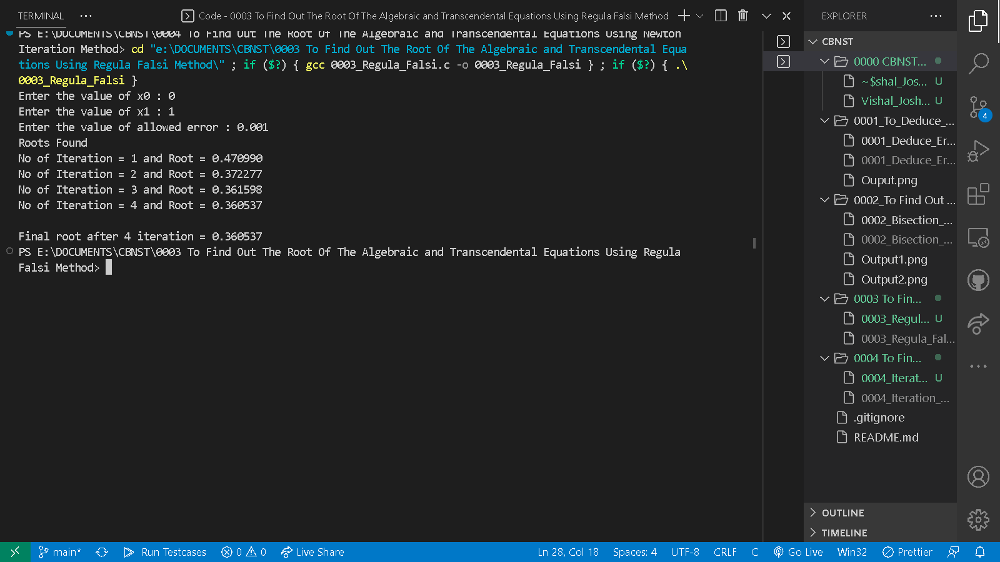 TERMINAL ...
Code - 0003 To Find Out The Root Of The Algebraic and Transcendental Equations Using Regula Falsi Method
PS E:\DOCUMENTS\CBNST\0004 To Find Out The Root Of The Algebraic and Transcendental Equations Using Newton
Iteration Method> cd "e:\DOCUMENTS\CBNST\0003 To Find Out The Root Of The Algebraic and Transcendental Equa
tions Using Regula Falsi Method\" ; if ($?) { gcc 0003_Regula_Falsi.c -o 0003_Regula_Falsi } ; if ($?) { .\
0003_Regula_Falsi }
Enter the value of x0 : 0
Enter the value of x1 : 1
Enter the value of allowed error : 0.001
Roots Found
No of Iteration = 1 and Root = 0.470990
No of Iteration = 2 and Root = 0.372277
No of Iteration = 3 and Root = 0.361598
No of Iteration = 4 and Root = 0.360537
Final root after 4 iteration = 0.360537
PS E:\DOCUMENTS\CBNST\0003 To Find Out The Root Of The Algebraic and Transcendental Equations Using Regula
Falsi Method>
EXPLORER ...
CBNST
0000 CBNST...
~$shal_Jos... U
Vishal_Josh... U
0001_To_Deduce_...
0001_Deduce_Er...
0001_Deduce_Er...
Ouput.png
0002_To Find Out ...
0002_Bisection_...
0002_Bisection_...
Output1.png
Output2.png
0003 To Fin...
0003_Regul... U
0003_Regula_Fal...
0004 To Fin...
0004_Iterat... U
0004_Iteration_...
.gitignore
README.md
OUTLINE
TIMELINE
4
main* Run Testcases 0 0 Live Share Ln 28, Col 18 Spaces: 4 UTF-8 CRLF C Go Live Win32 Prettier